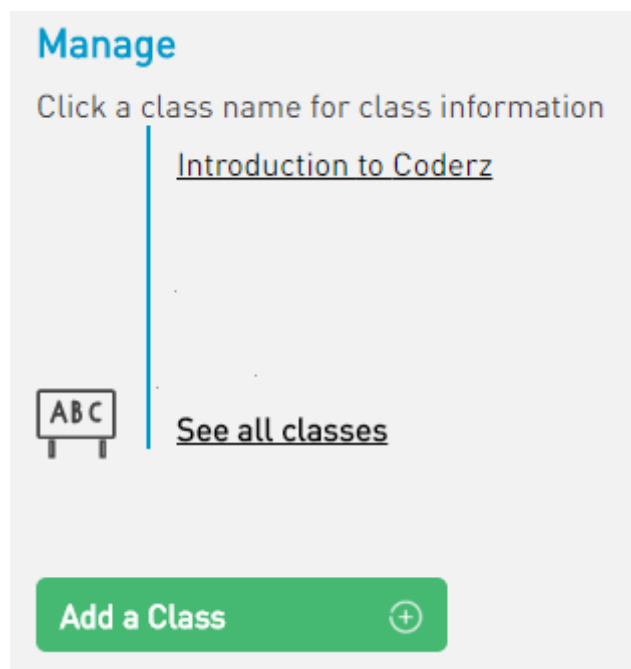 Manage
Click a class name for class information
Introduction to Coderz
ABC
See all classes
Add a Class